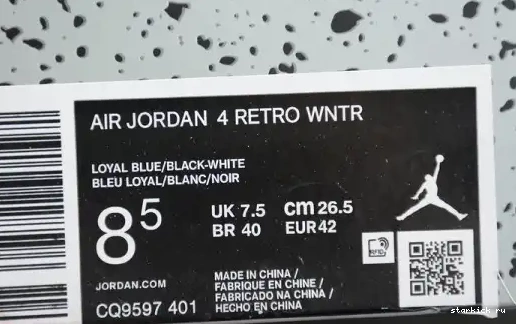 AIR JORDAN 4 RETRO WNTR
LOYAL BLUE/BLACK-WHITE
BLEU LOYAL/BLANC/NOIR
8 5
UK 7.5 cm 26.5
BR 40 EUR 42
RFID
JORDAN.COM
CQ9597 401
MADE IN CHINA /
FABRIQUE EN CHINE /
FABRICADO NA CHINA /
HECHO EN CHINA
starkich.ru